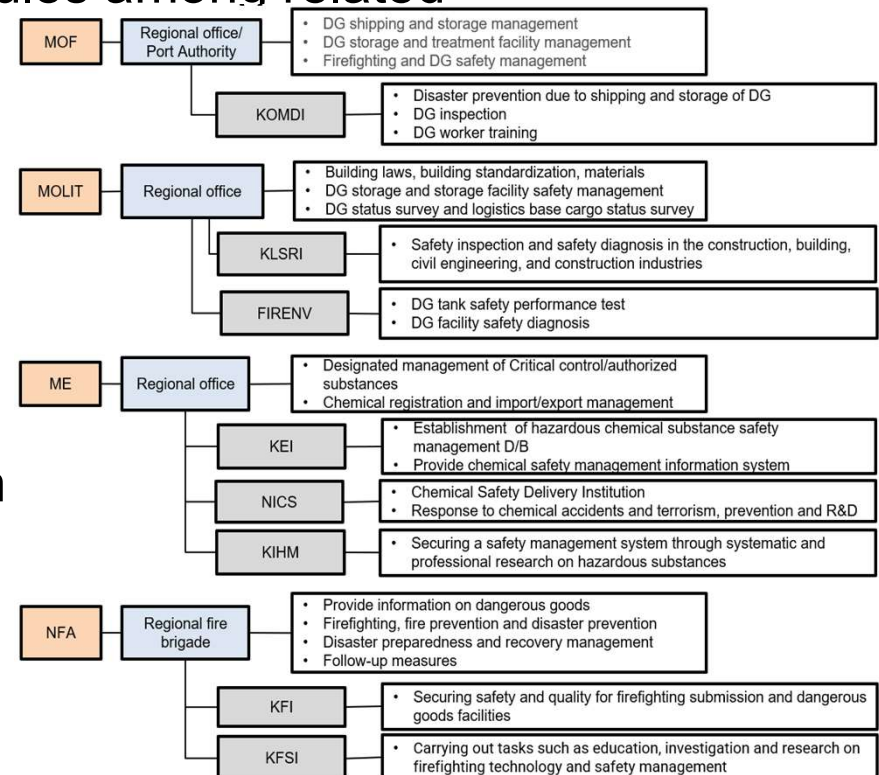 among related
MOF
Regional office/
Port Authority
• DG shipping and storage management
• DG storage and treatment facility management
• Firefighting and DG safety management
KOMDI
• Disaster prevention due to shipping and storage of DG
• DG inspection
• DG worker training
MOLIT
Regional office
• Building laws, building standardization, materials
• DG storage and storage facility safety management
• DG status survey and logistics base cargo status survey
KLSRI
• Safety inspection and safety diagnosis in the construction, building,
civil engineering, and construction industries
FIRENV
• DG tank safety performance test
• DG facility safety diagnosis
ME
Regional office
• Designated management of Critical control/authorized
substances
• Chemical registration and import/export management
KEI
• Establishment of hazardous chemical substance safety
management D/B
• Provide chemical safety management information system
NICS
• Chemical Safety Delivery Institution
• Response to chemical accidents and terrorism, prevention and R&D
KIHM
• Securing a safety management system through systematic and
professional research on hazardous substances
NFA
Regional fire
brigade
• Provide information on dangerous goods
• Firefighting, fire prevention and disaster prevention
• Disaster preparedness and recovery management
• Follow-up measures
KFI
• Securing safety and quality for firefighting submission and dangerous
goods facilities
KFSI
• Carrying out tasks such as education, investigation and research on
firefighting technology and safety management